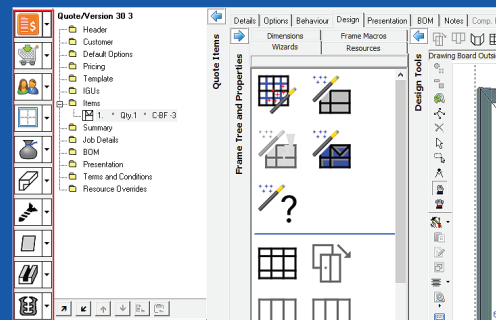 Quote/Version 30 3
Header
Customer
Default Options
Pricing
Template
IGUs
Items
1. * Qty.1 * C-BF -3
Summary
Job Details
BOM
Presentation
Terms and Conditions
Resource Overrides
Quote Items
Details Options Behaviour Design Presentation BOM Notes Comp.
Dimensions Frame Macros
Wizards Resources
Frame Tree and Properties
?
Design Tools
Drawing Board Outsi
A